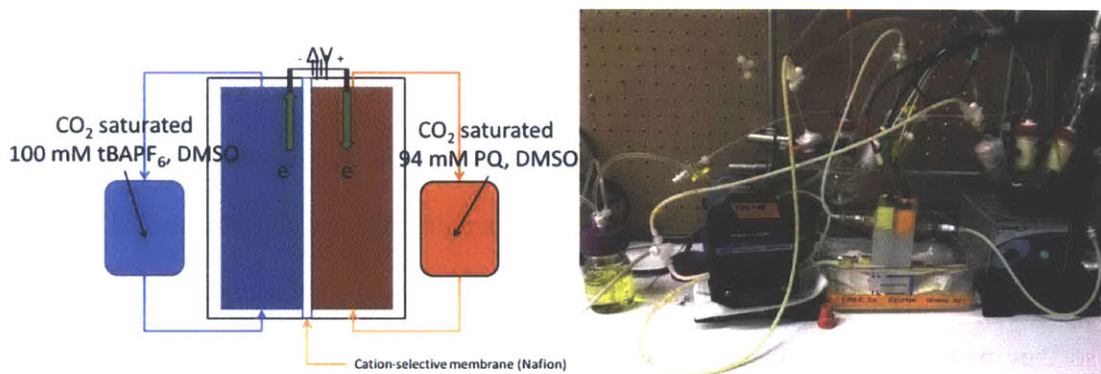 - ΔV +
CO₂ saturated
100 mM tBAPF₆, DMSO
e⁻
e⁻
CO₂ saturated
94 mM PQ, DMSO
Cation-selective membrane (Nafion)